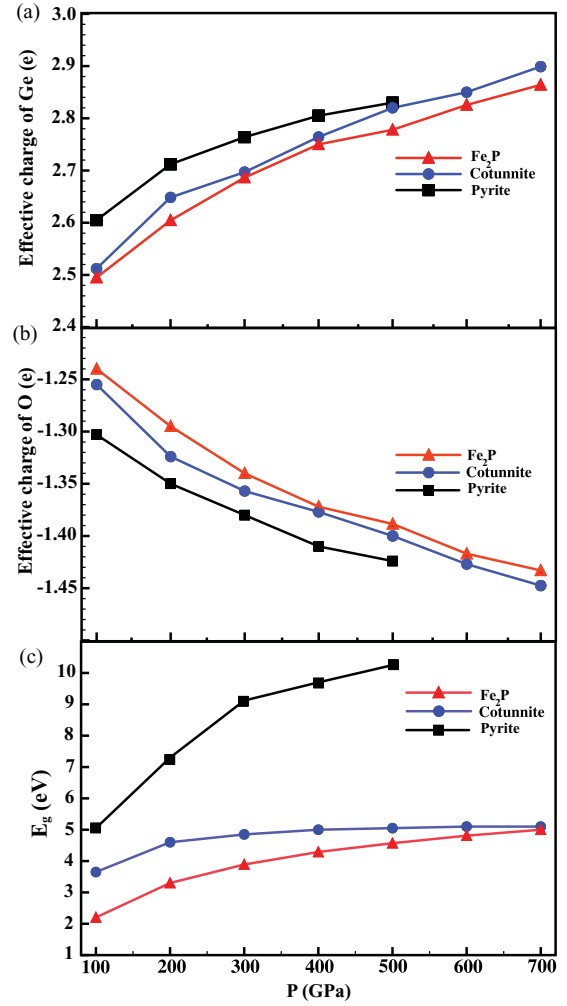 (a)
3.0
2.9
2.8
2.7
2.6
2.5
2.4
Effective charge of Ge (e)
Fe₂P
Cotunnite
Pyrite
(b)
-1.25
-1.30
-1.35
-1.40
-1.45
Effective charge of O (e)
Fe₂P
Cotunnite
Pyrite
(c)
10
9
8
7
6
5
4
3
2
1
E_g (eV)
Fe₂P
Cotunnite
Pyrite
100 200 300 400 500 600 700
P (GPa)